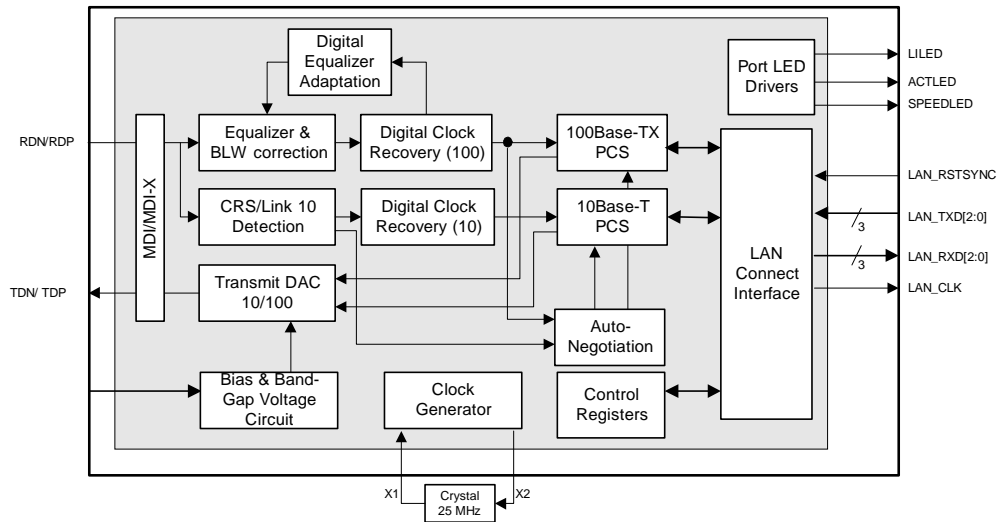 Digital
Equalizer
Adaptation
Port LED
Drivers
LILED
ACTLED
SPEEDLED
RDN/RDP
MDI/MDI-X
Equalizer &
BLW correction
Digital Clock
Recovery (100)
100Base-TX
PCS
LAN_RSTSYNC
CRS/Link 10
Detection
Digital Clock
Recovery (10)
10Base-T
PCS
LAN
Connect
Interface
3
LAN_TXD[2:0]
3
LAN_RXD[2:0]
LAN_CLK
TDN/ TDP
Transmit DAC
10/100
Auto-
Negotiation
Bias & Band-
Gap Voltage
Circuit
Clock
Generator
Control
Registers
X1
Crystal
25 MHz
X2